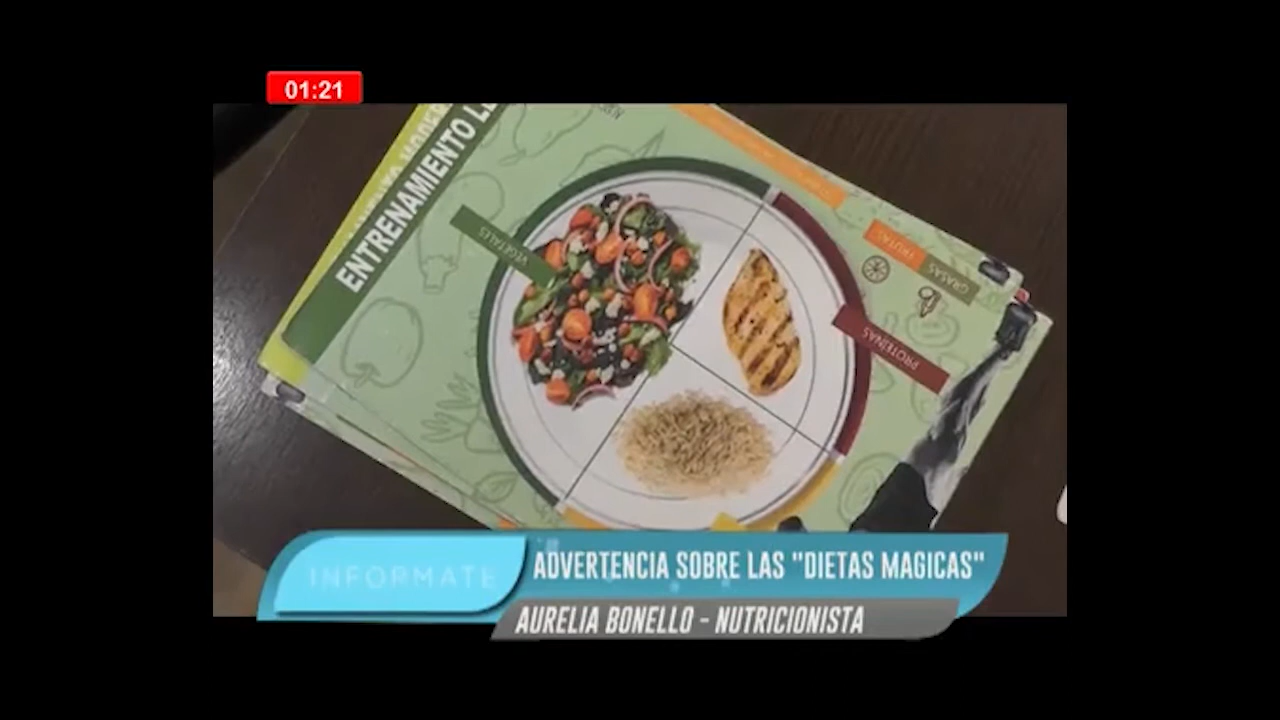 01:21
ENTRENAMIENTO
VEGETALES
FRUTAS
GRASAS
PROTEÍNAS
INFORMATE
ADVERTENCIA SOBRE LAS "DIETAS MAGICAS"
AURELIA BONELLO - NUTRICIONISTA